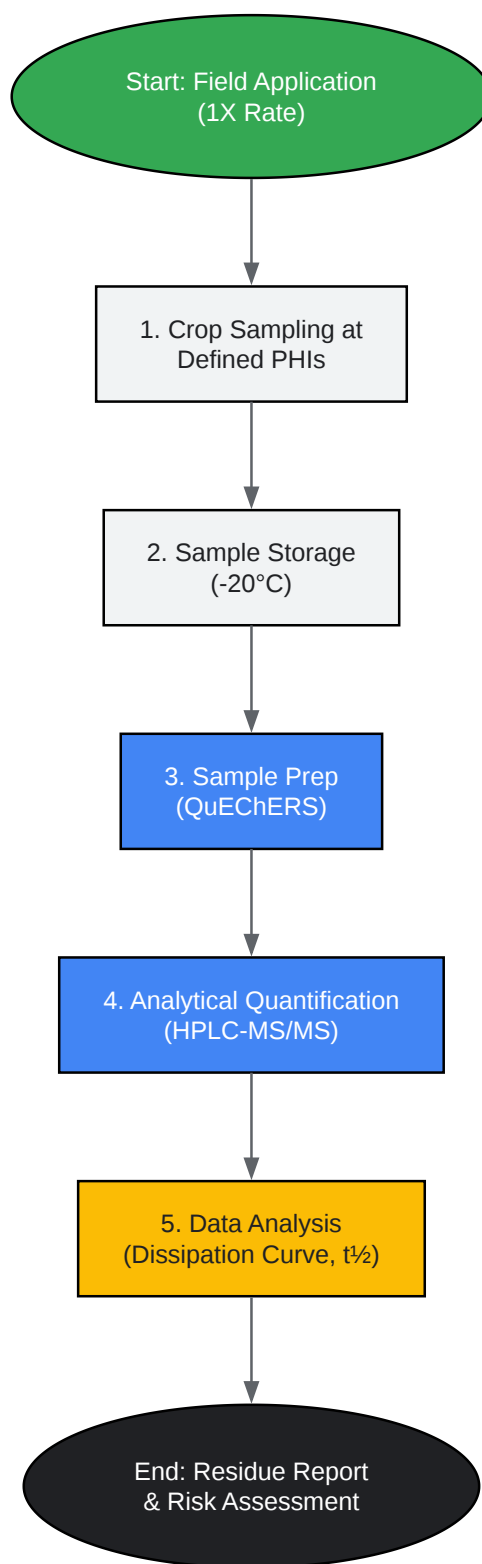 Start: Field Application
(1X Rate)
1. Crop Sampling at
Defined PHIs
2. Sample Storage
(-20°C)
3. Sample Prep
(QuEChERS)
4. Analytical Quantification
(HPLC-MS/MS)
5. Data Analysis
(Dissipation Curve, t½)
End: Residue Report
& Risk Assessment